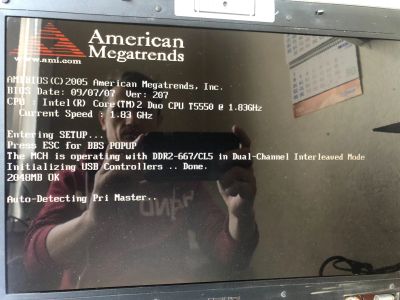 American
Megatrends
www.ami.com
AMIBIOS(C)2005 American Megatrends, Inc.
BIOS Date: 09/07/07  Ver: 207
CPU : Intel(R) Core(TM)2 Duo CPU T5550 @ 1.83GHz
Current Speed : 1.83 GHz
Entering SETUP...
Press ESC for BBS POPUP
The MCH is operating with DDR2-667/CL5 in Dual-Channel Interleaved Mode
Initializing USB Controllers .. Done.
2048MB OK
Auto-Detecting Pri Master..